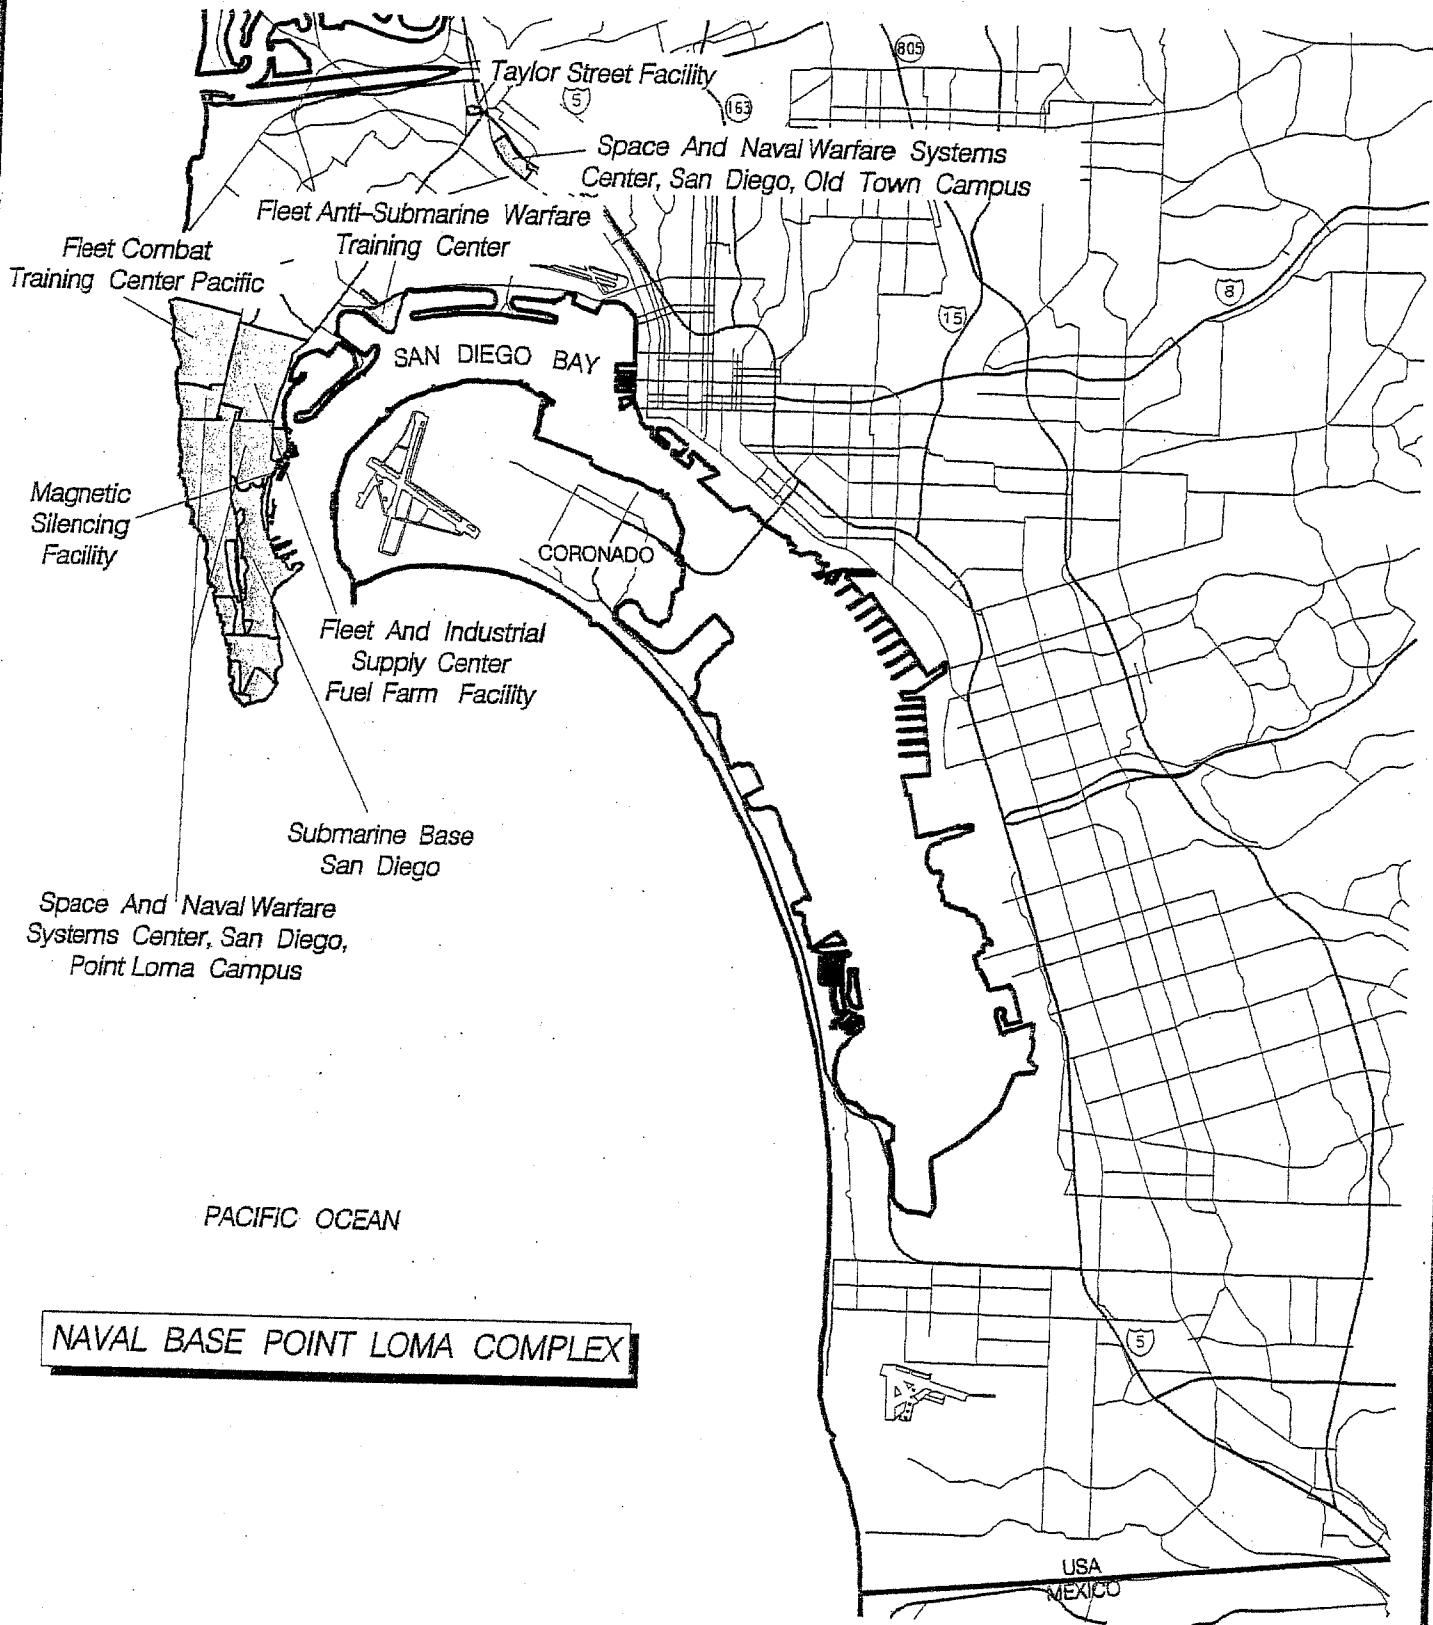 805
Taylor Street Facility
5
163
Space And Naval Warfare Systems
Center, San Diego, Old Town Campus
Fleet Anti-Submarine Warfare
Training Center
Fleet Combat
Training Center Pacific
8
15
SAN DIEGO BAY
Magnetic
Silencing
Facility
CORONADO
Fleet And Industrial
Supply Center
Fuel Farm Facility
Submarine Base
San Diego
Space And Naval Warfare
Systems Center, San Diego,
Point Loma Campus
PACIFIC OCEAN
NAVAL BASE POINT LOMA COMPLEX
5
USA
MEXICO